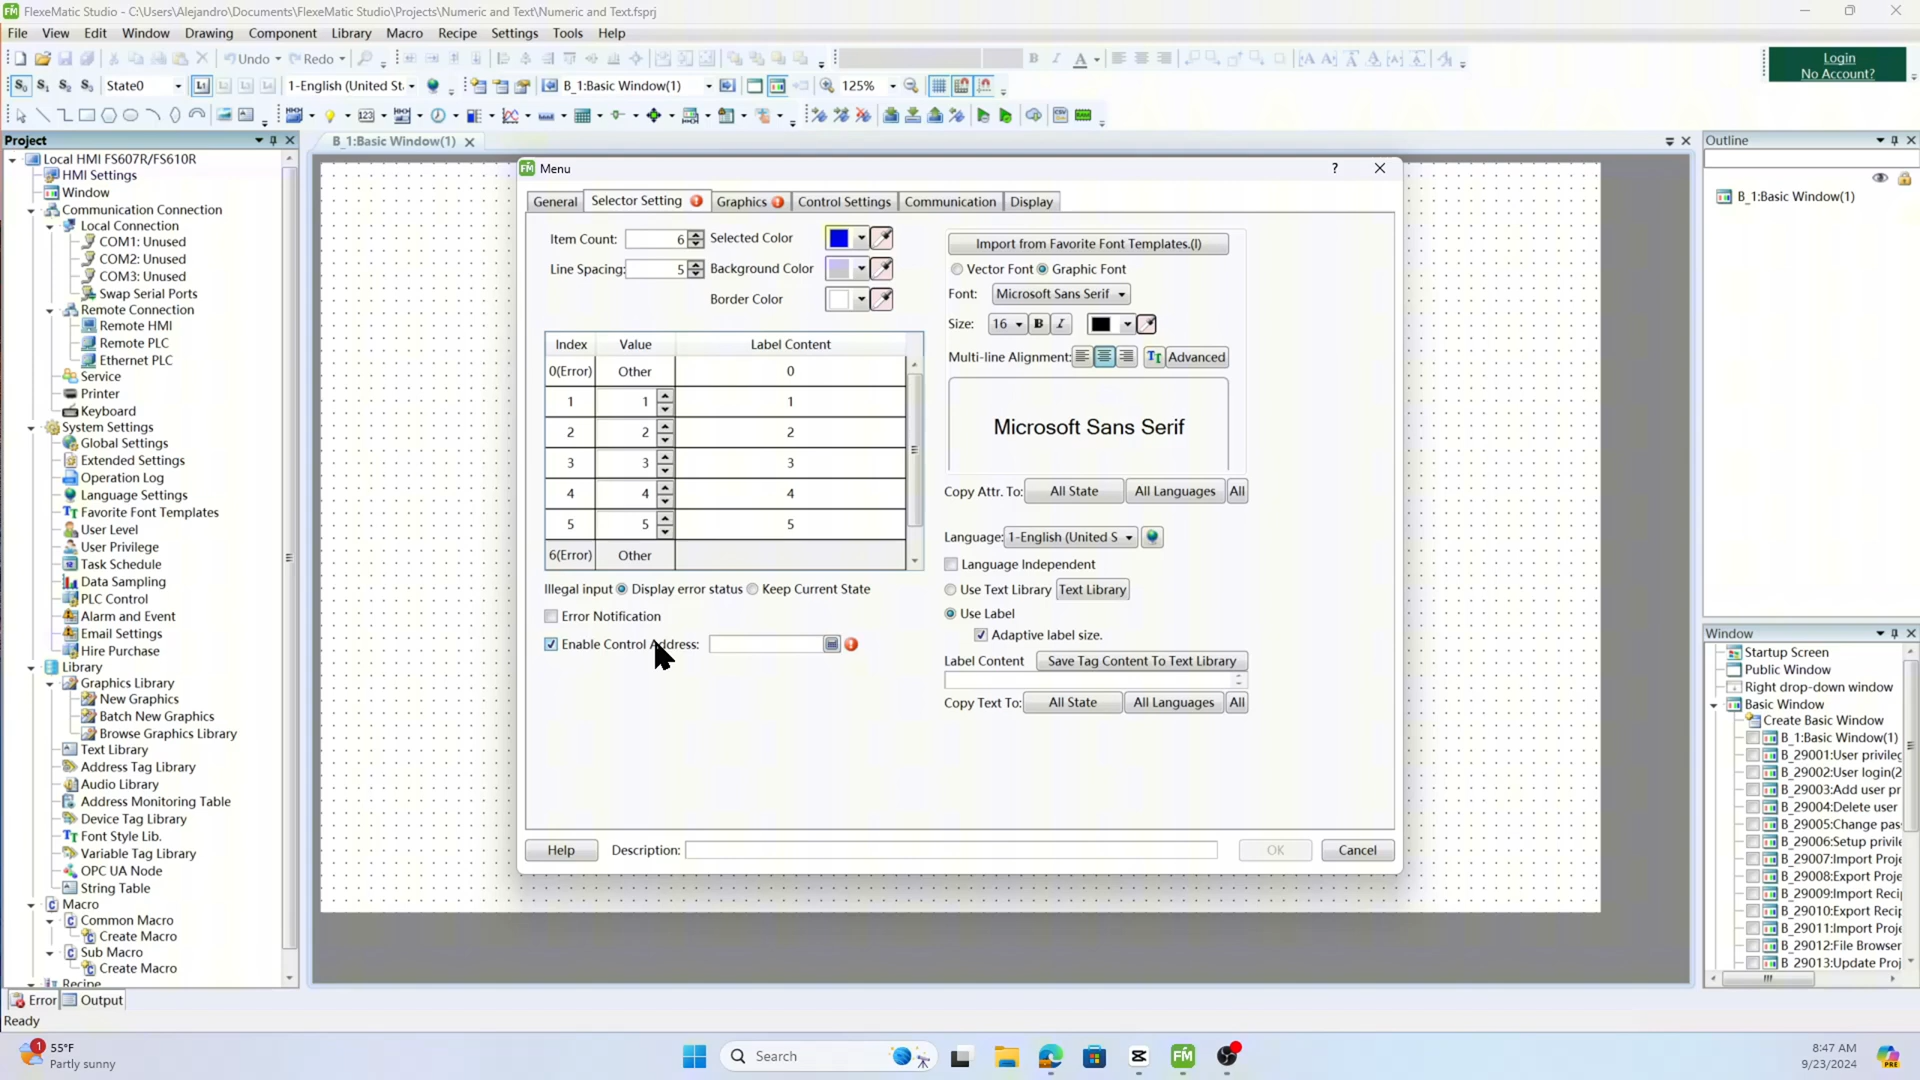 FlexeMatic Studio - C:\Users\Alejandro\Documents\FlexeMatic Studio\Projects\Numeric and Text\Numeric and Text.fsprj
File View Edit Window Drawing Component Library Macro Recipe Settings Tools Help
Undo Redo
Login
No Account?
State0 1-English (United St. B_1:Basic Window(1) 125%
Project
B_1:Basic Window(1)
Outline
Local HMI FS607R/FS610R
HMI Settings
Window
Communication Connection
Local Connection
COM1: Unused
COM2: Unused
COM3: Unused
Swap Serial Ports
Remote Connection
Remote HMI
Remote PLC
Ethernet PLC
Service
Printer
Keyboard
System Settings
Global Settings
Extended Settings
Operation Log
Language Settings
Favorite Font Templates
User Level
User Privilege
Task Schedule
Data Sampling
PLC Control
Alarm and Event
Email Settings
Hire Purchase
Library
Graphics Library
New Graphics
Batch New Graphics
Browse Graphics Library
Text Library
Address Tag Library
Audio Library
Address Monitoring Table
Device Tag Library
Font Style Lib.
Variable Tag Library
OPC UA Node
String Table
Macro
Common Macro
Create Macro
Sub Macro
Create Macro
Recipe
Error Output
Ready
Menu
General Selector Setting Graphics Control Settings Communication Display
Item Count: 6 Selected Color
Line Spacing: 5 Background Color
Border Color
Index Value Label Content
0(Error) Other 0
1 1 1
2 2 2
3 3 3
4 4 4
5 5 5
6(Error) Other
Illegal input Display error status Keep Current State
Error Notification
Enable Control Address:
Import from Favorite Font Templates.(I)
Vector Font Graphic Font
Font: Microsoft Sans Serif
Size: 16 B I
Multi-line Alignment: Advanced
Microsoft Sans Serif
Copy Attr. To: All State All Languages All
Language: 1-English (United S
Language Independent
Use Text Library Text Library
Use Label
Adaptive label size.
Label Content Save Tag Content To Text Library
Copy Text To: All State All Languages All
Help Description: OK Cancel
B_1:Basic Window(1)
Window
Startup Screen
Public Window
Right drop-down window
Basic Window
Create Basic Window
B_1:Basic Window(1)
B_29001:User privileg
B_29002:User login(2
B_29003:Add user pr
B_29004:Delete user
B_29005:Change pas
B_29006:Setup privile
B_29007:Import Proje
B_29008:Export Proje
B_29009:Import Recip
B_29010:Export Recip
B_29011:Import Proje
B_29012:File Browser
B_29013:Update Proj
1
55°F
Partly sunny
Search
8:47 AM
9/23/2024